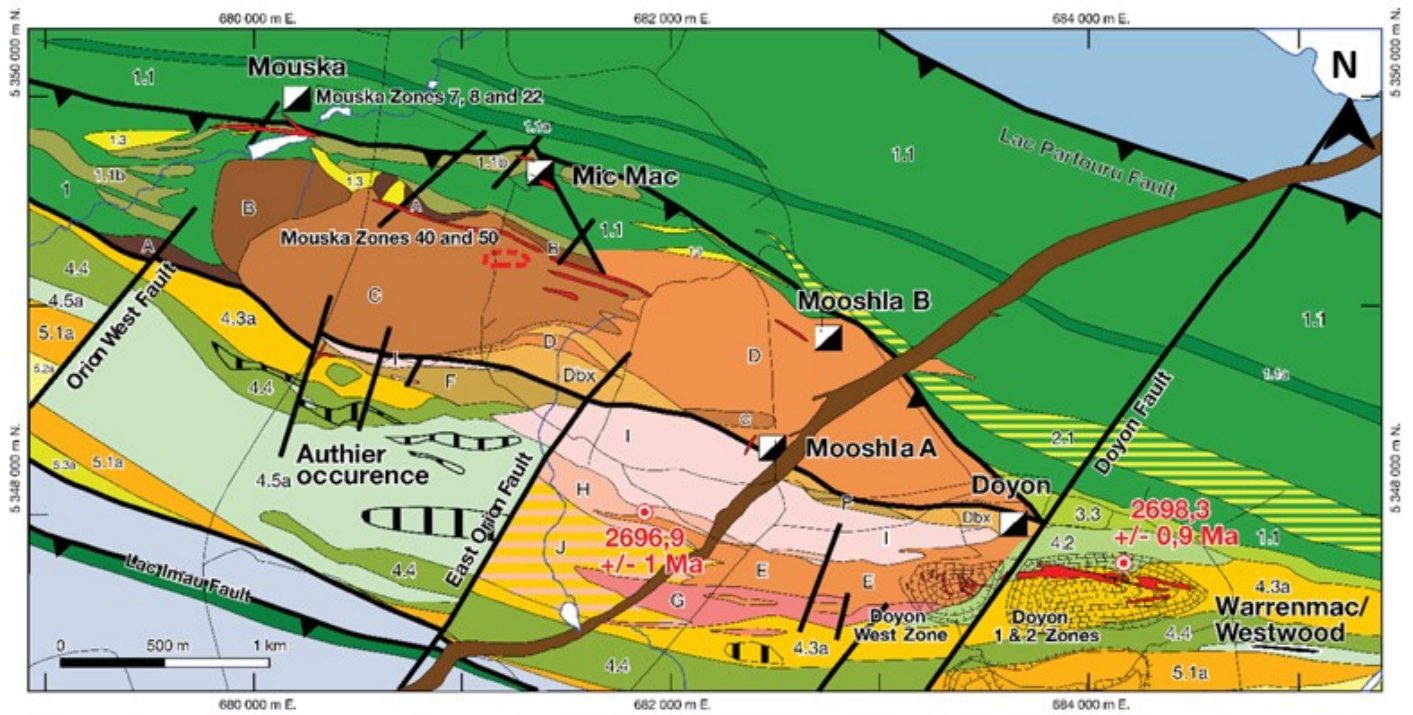 680 000 m E.
682 000 m E.
684 000 m E.
5 350 000 m N.
5 350 000 m N.
N
Mouska
1.1
Mouska Zones 7, 8 and 22
1.1a
1.3
1.1b
1.1b
Mic Mac
1.1
Lac Parfouru Fault
1
B
1.3
A
1.1
Mouska Zones 40 and 50
B
A
4.4
4.5a
4.3a
C
Mooshla B
1.1
5.1a
Orion West Fault
D
D
5.2a
I
F
Dbx
1.1a
4.4
G
I
Mooshla A
2.1
Doyon Fault
5.3a
5.1a
Authier
occurence
4.5a
H
Doyon
F
Dbx
3.3
2698,3
+/- 0,9 Ma
5 348 000 m N.
5 348 000 m N.
East Orion Fault
2696,9
+/- 1 Ma
I
4.2
1.1
J
E
E
4.3a
Lac Imau Fault
4.4
G
Doyon
West Zone
Doyon
1 & 2 Zones
Warrenmac/
Westwood
4.4
0
500 m
1 km
4.4
4.3a
5.1a
680 000 m E.
682 000 m E.
684 000 m E.